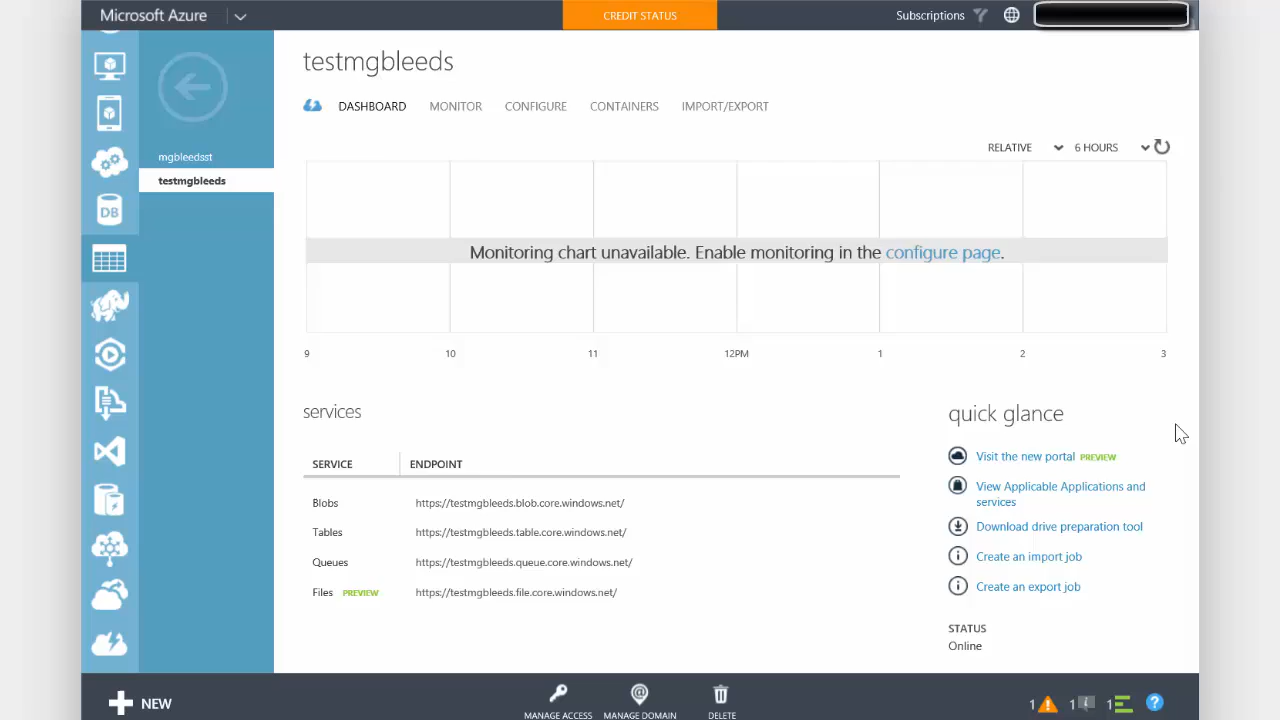 Microsoft Azure
CREDIT STATUS
Subscriptions
testmgbleeds
DASHBOARD MONITOR CONFIGURE CONTAINERS IMPORT/EXPORT
mgbleedsst
testmgbleeds
RELATIVE 6 HOURS
Monitoring chart unavailable. Enable monitoring in the configure page.
9 10 11 12PM 1 2 3
services
SERVICE ENDPOINT
Blobs https://testmgbleeds.blob.core.windows.net/
Tables https://testmgbleeds.table.core.windows.net/
Queues https://testmgbleeds.queue.core.windows.net/
Files PREVIEW https://testmgbleeds.file.core.windows.net/
quick glance
Visit the new portal PREVIEW
View Applicable Applications and
services
Download drive preparation tool
Create an import job
Create an export job
STATUS
Online
DB
NEW
MANAGE ACCESS MANAGE DOMAIN DELETE
1 1 1 ?